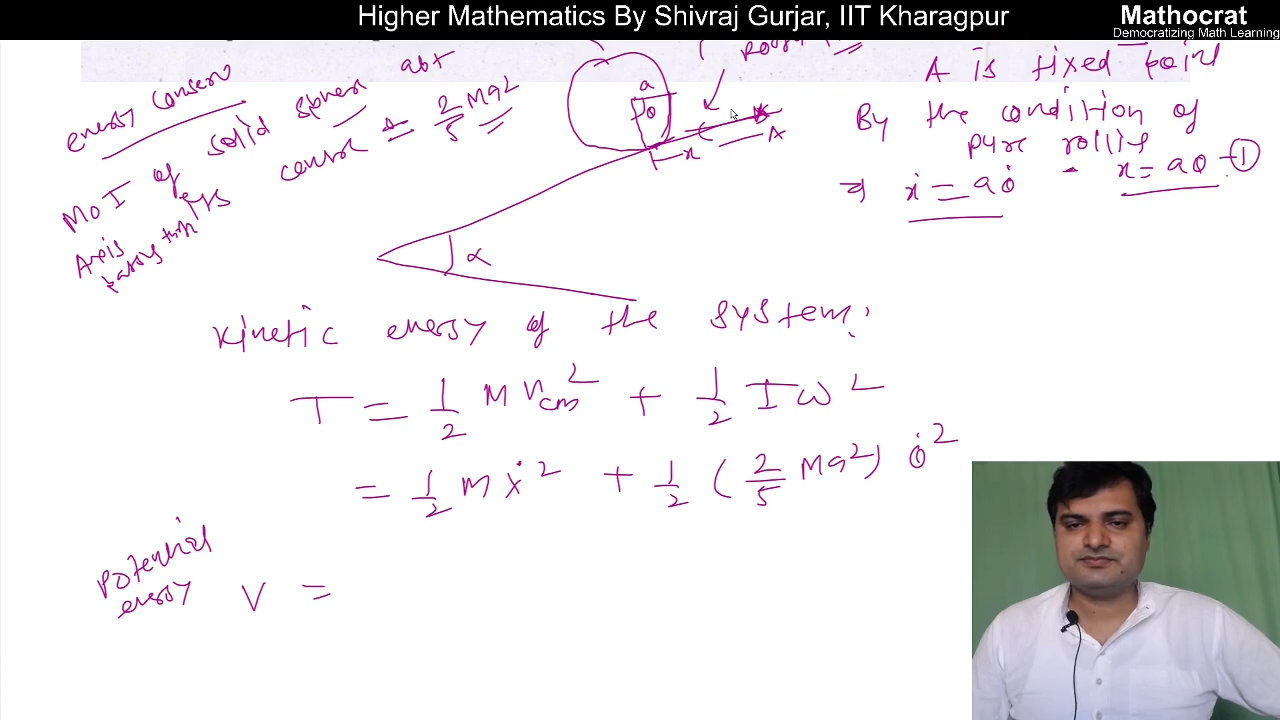 Higher Mathematics By Shivraj Gurjar, IIT Kharagpur
Mathocrat
Democratizing Math Learning
A is fixed point
By the condition of
pure rolling
x = aθ -①
⇒ ẋ = aθ̇
energy conserv
MoI of solid sphere abt
Axis passing thru its centre = 2/5 Ma²
a
θ
x
A
α
Kinetic energy of the system:
T = 1/2 M v²cm + 1/2 I ω²
= 1/2 M ẋ² + 1/2 (2/5 Ma²) θ̇²
Potential
energy V =